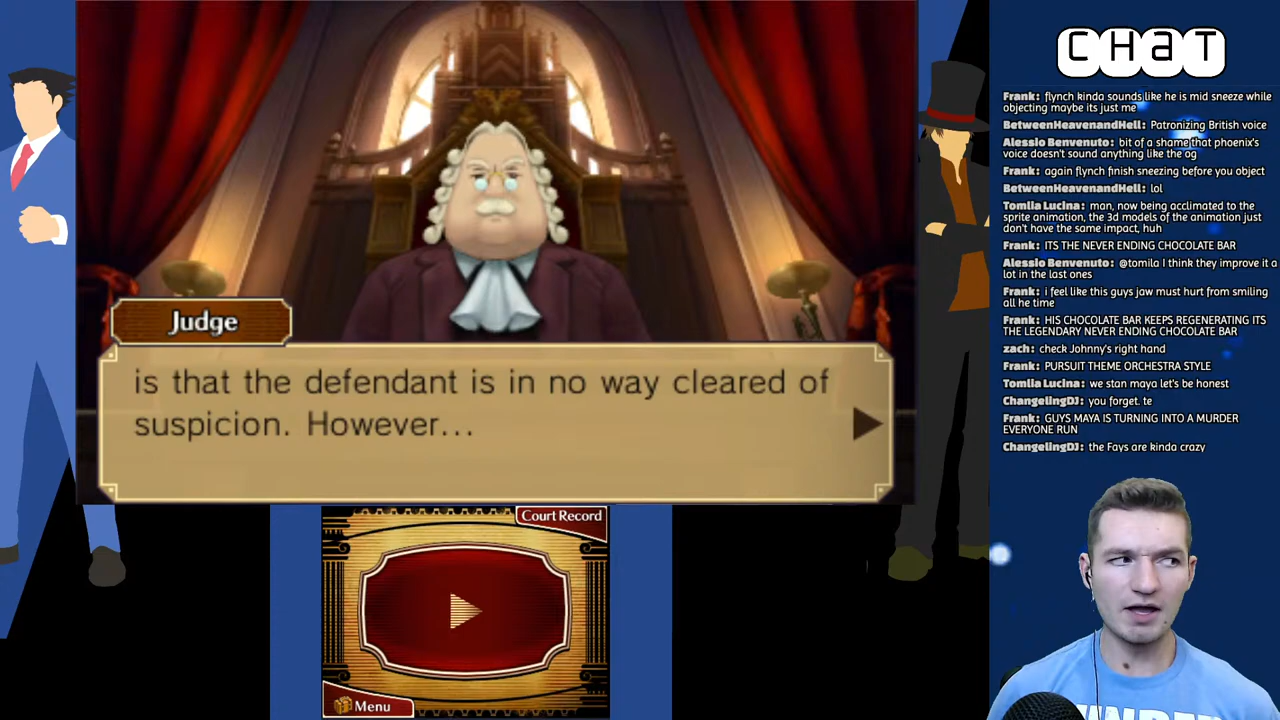 Judge
is that the defendant is in no way cleared of
suspicion. However...
Court Record
Menu
CHaT
Frank: flynch kinda sounds like he is mid sneeze while
objecting maybe its just me
BetweenHeavenandHell: Patronizing British voice
Alessio Benvenuto: bit of a shame that phoenix's
voice doesn't sound anything like the og
Frank: again flynch finish sneezing before you object
BetweenHeavenandHell: lol
Tomlia Lucina: man, now being acclimated to the
sprite animation, the 3d models of the animation just
don't have the same impact, huh
Frank: ITS THE NEVER ENDING CHOCOLATE BAR
Alessio Benvenuto: @tomila I think they improve it a
lot in the last ones
Frank: i feel like this guys jaw must hurt from smiling
all he time
Frank: HIS CHOCOLATE BAR KEEPS REGENERATING ITS
THE LEGENDARY NEVER ENDING CHOCOLATE BAR
zach: check Johnny's right hand
Frank: PURSUIT THEME ORCHESTRA STYLE
Tomlia Lucina: we stan maya let's be honest
ChangelingDJ: you forget. te
Frank: GUYS MAYA IS TURNING INTO A MURDER
EVERYONE RUN
ChangelingDJ: the Fays are kinda crazy